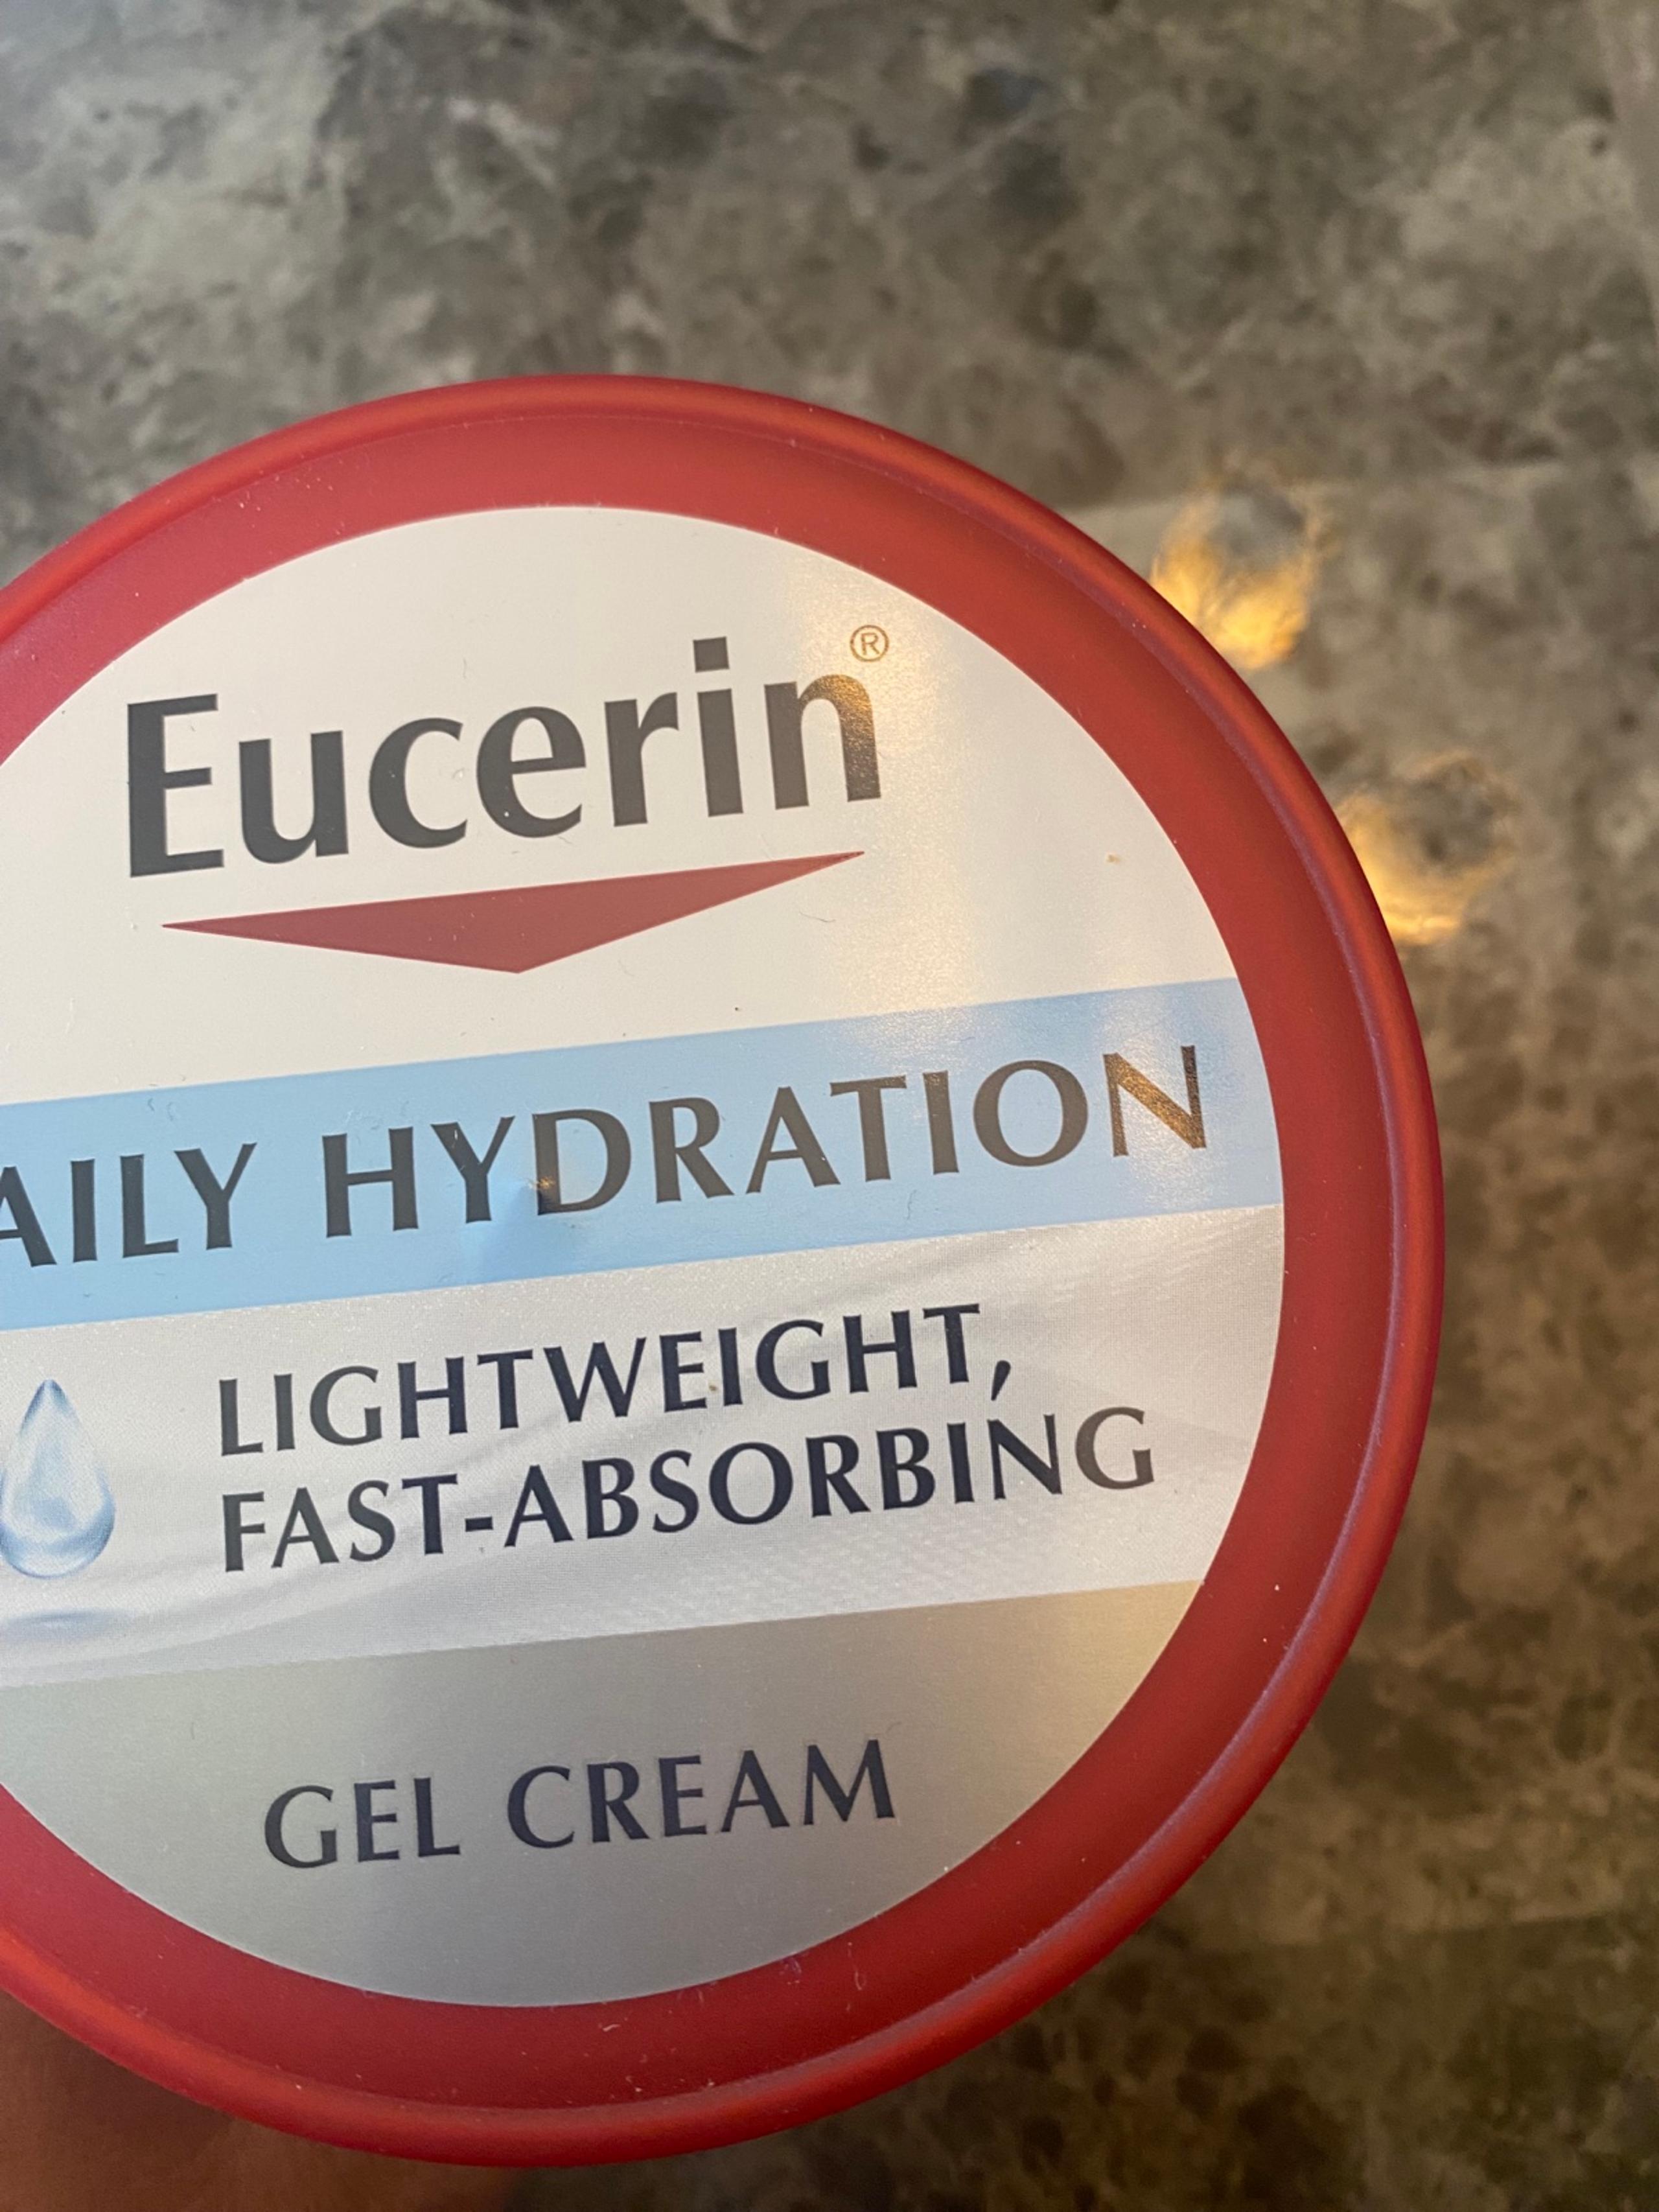 Eucerin®
AILY HYDRATION
LIGHTWEIGHT,
FAST-ABSORBING
GEL CREAM